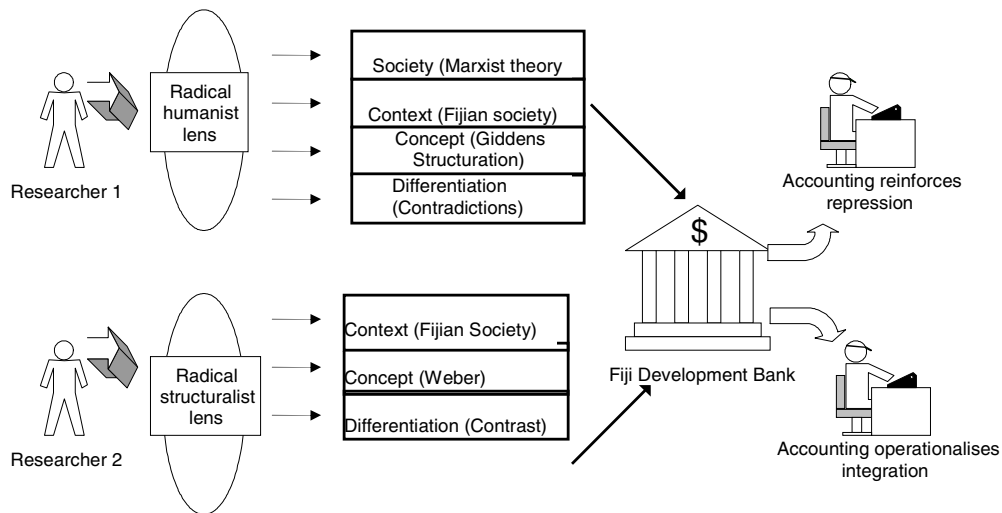 Researcher 1
Radical
humanist
lens
Society (Marxist theory
Context (Fijian society)
Concept (Giddens
Structuration)
Differentiation
(Contradictions)
Accounting reinforces
repression
$
Fiji Development Bank
Researcher 2
Radical
structuralist
lens
Context (Fijian Society)
Concept (Weber)
Differentiation (Contrast)
Accounting operationalises
integration